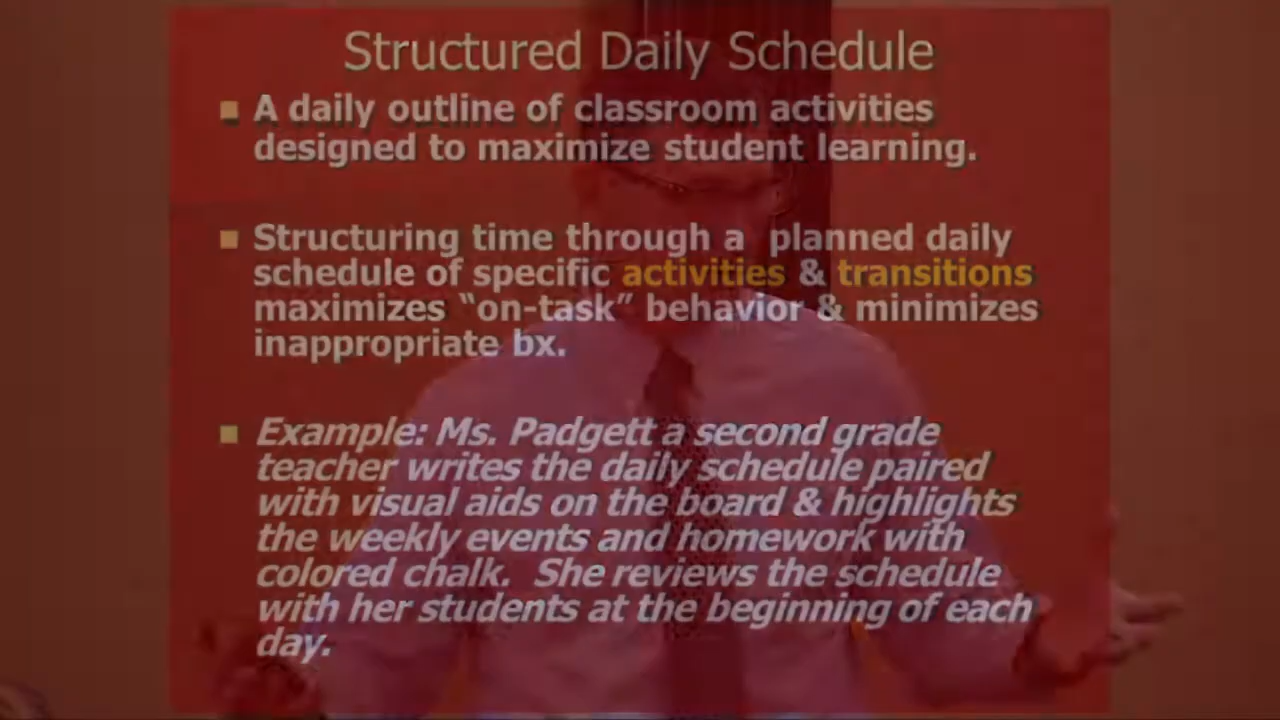 Structured Daily Schedule
A daily outline of classroom activities
designed to maximize student learning.
Structuring time through a planned daily
schedule of specific activities & transitions
maximizes “on-task” behavior & minimizes
inappropriate bx.
Example: Ms. Padgett a second grade
teacher writes the daily schedule paired
with visual aids on the board & highlights
the weekly events and homework with
colored chalk. She reviews the schedule
with her students at the beginning of each
day.